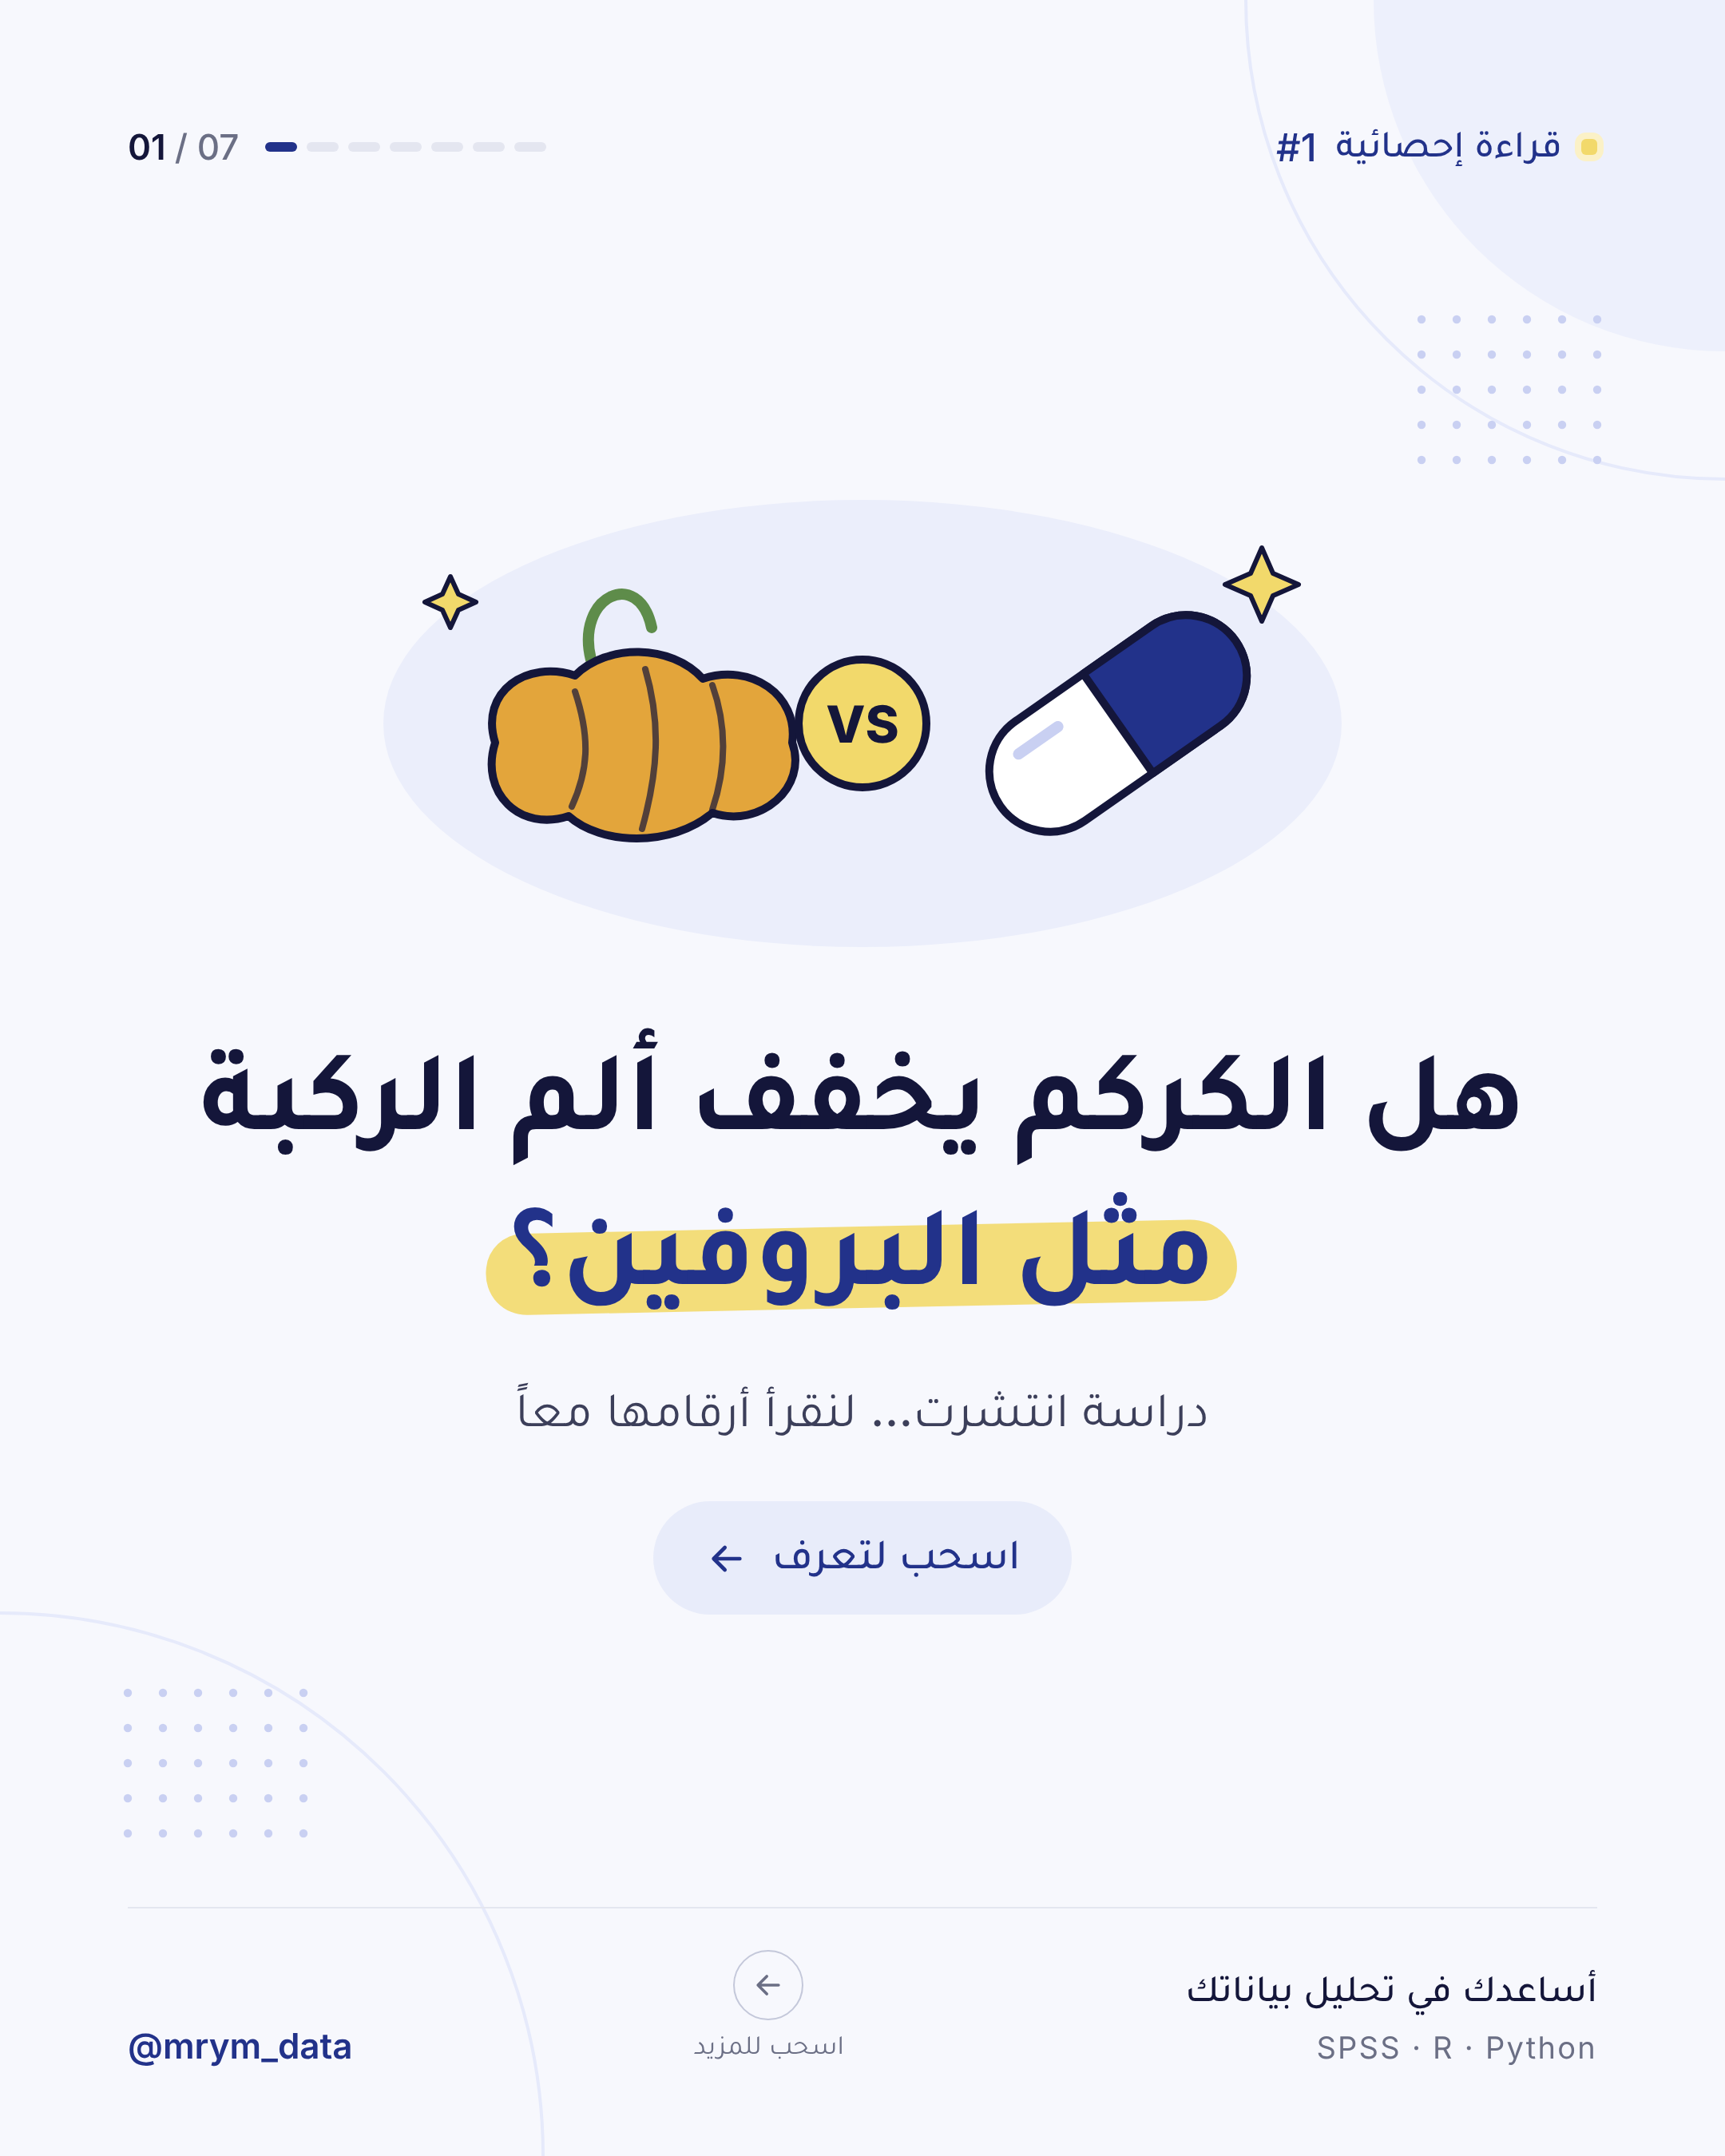 قراءة إحصائية #1
01 / 07
VS
هل الكركم يخفف ألم الركبة
مثل البروفين؟
دراسة انتشرت... لنقرأ أرقامها معاً
اسحب لتعرف ←
أساعدك في تحليل بياناتك
SPSS · R · Python
←
اسحب للمزيد
@mrym_data